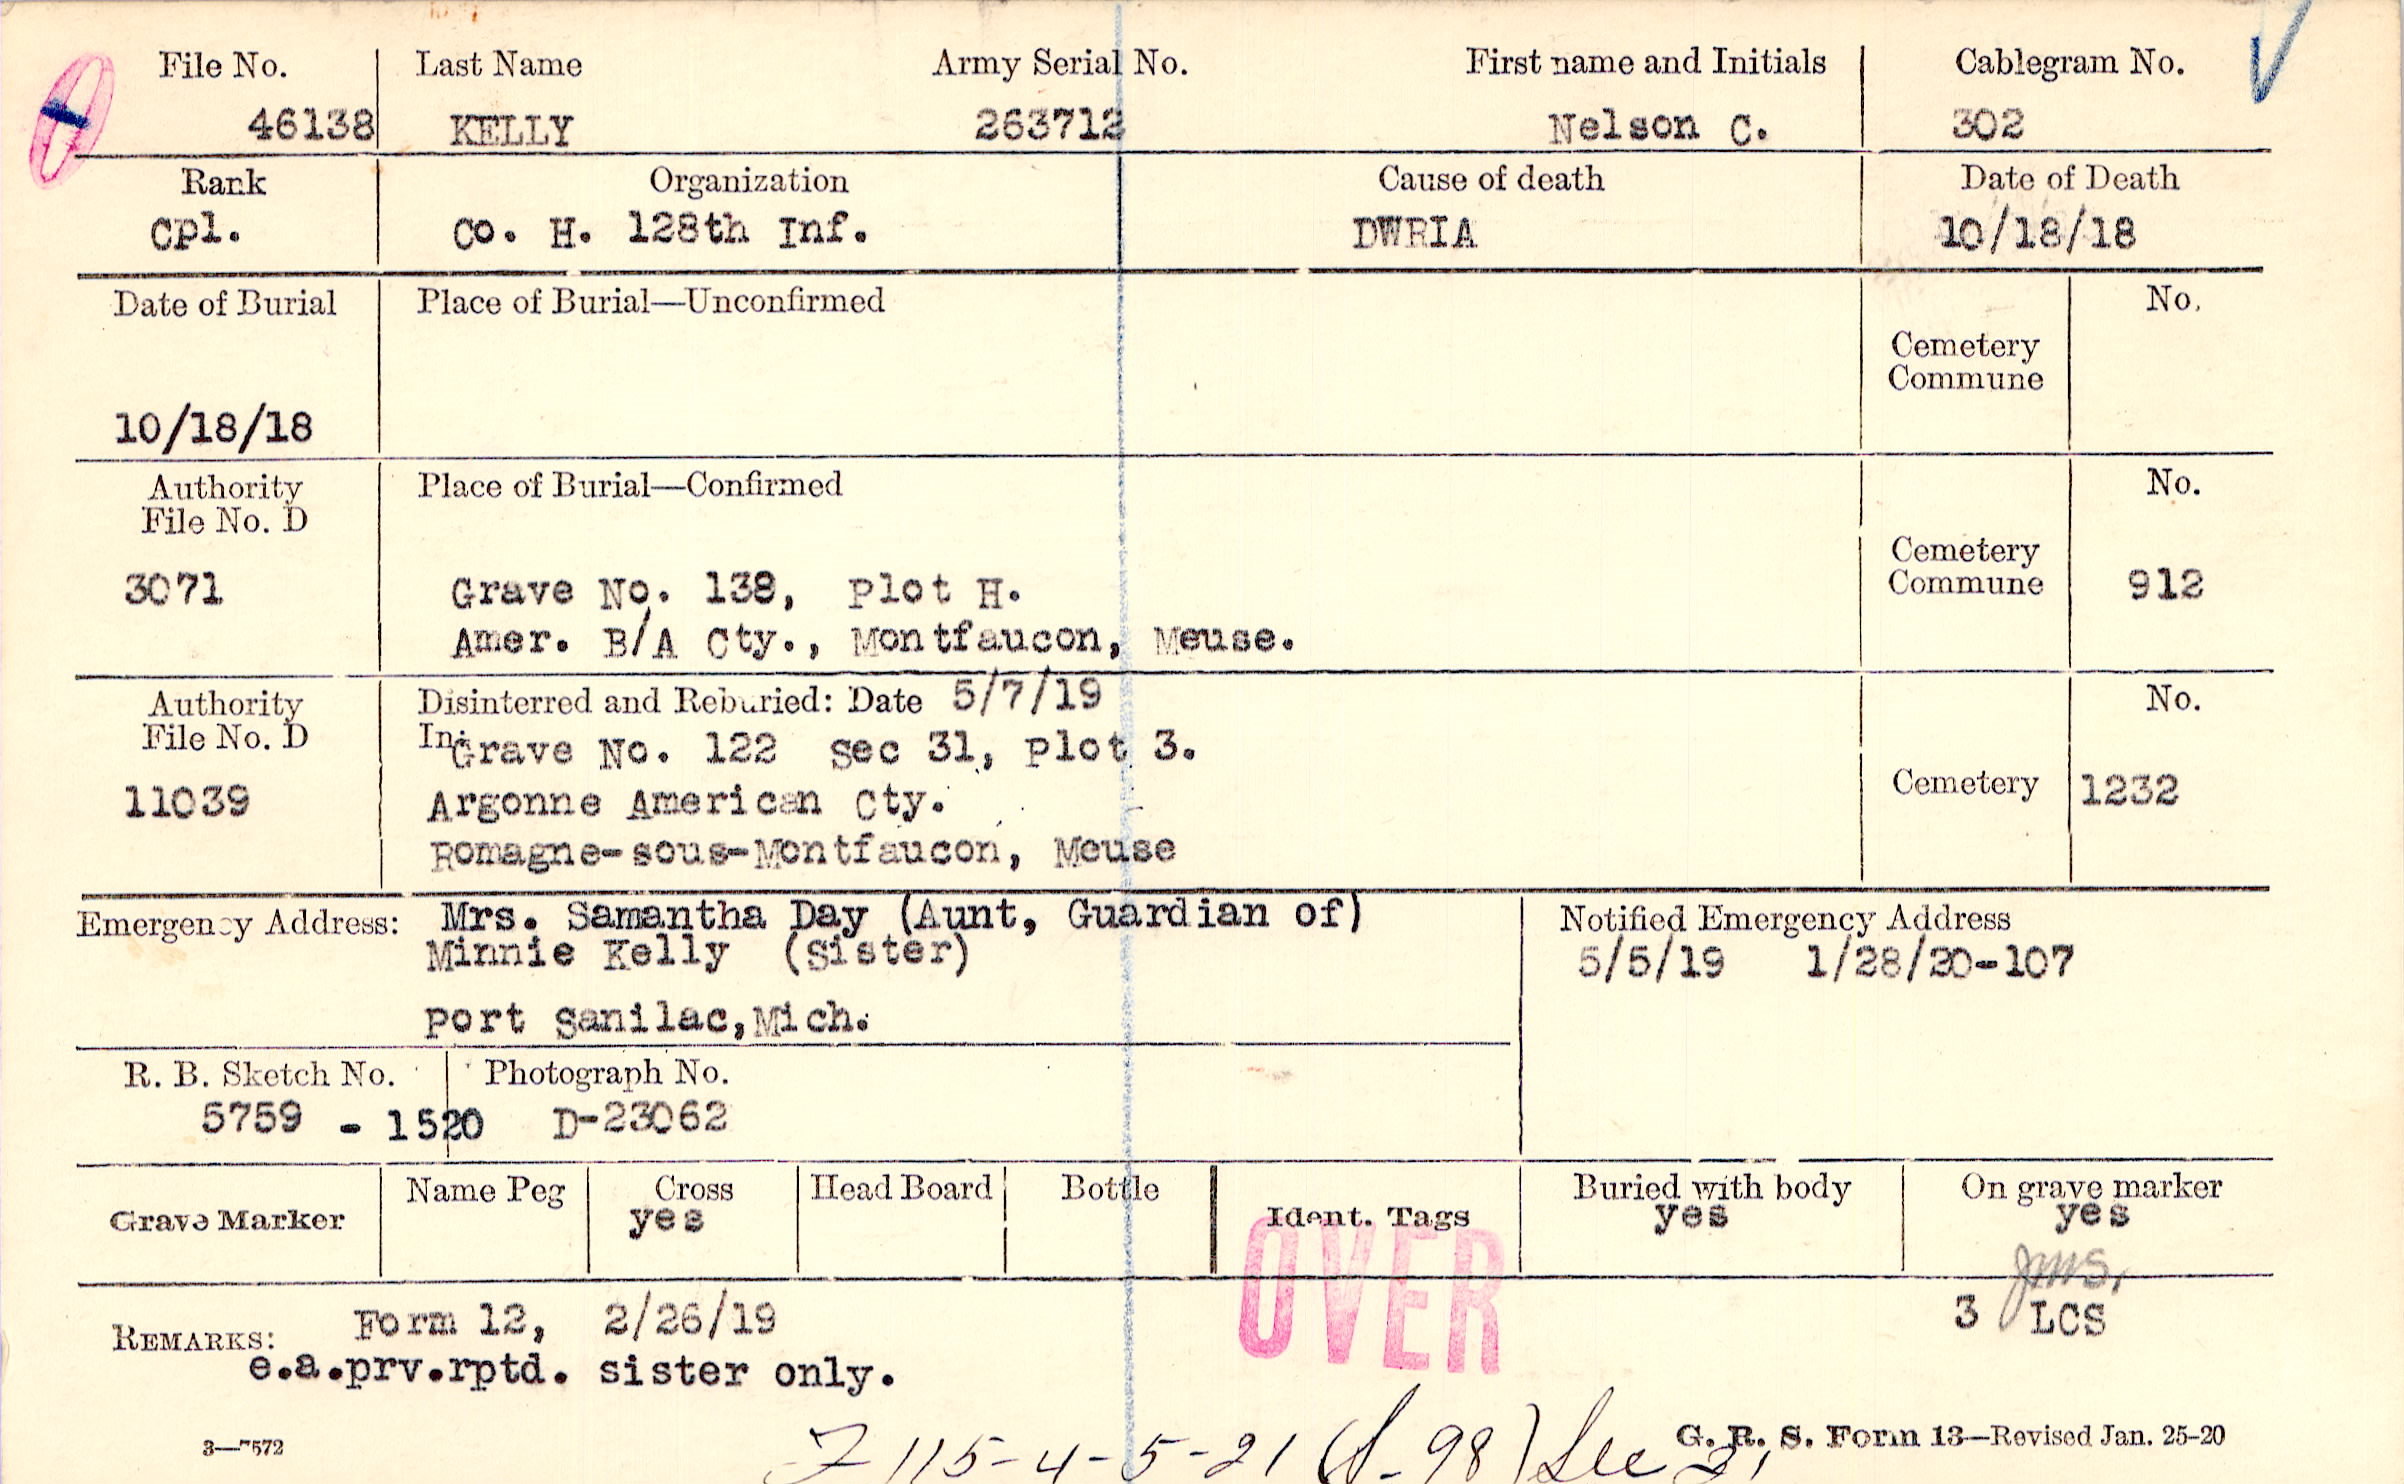 File No. Last Name Army Serial No. First name and Initials Cablegram No.
46138 KELLY 263712 Nelson C. 302
Rank Organization Cause of death Date of Death
Cpl. Co. H. 128th Inf. DWRIA 10/18/18
Date of Burial Place of Burial—Unconfirmed No.
Cemetery
Commune
10/18/18
Authority Place of Burial—Confirmed No.
File No. D
Cemetery
3071 Grave No. 138, Plot H. Commune 912
Amer. B/A Cty., Montfaucon, Meuse.
Authority Disinterred and Reburied: Date 5/7/19 No.
File No. D In:
Grave No. 122 Sec 31, Plot 3.
11039 Argonne American Cty. Cemetery 1232
Romagne-sous-Montfaucon, Meuse
Emergency Address: Mrs. Samantha Day (Aunt, Guardian of) Notified Emergency Address
Minnie Kelly (Sister) 5/5/19 1/28/20-107
Port Sanilac,Mich.
R. B. Sketch No. Photograph No.
5759 - 1520 D-23062
Grave Marker Name Peg Cross Head Board Bottle Ident. Tags Buried with body On grave marker
yes yes yes
OVER
3 LCS
REMARKS: Form 12, 2/26/19
e.a.prv.rptd. sister only.
115-4-5-21 98)
3—7572 G. R. S. Form 13—Revised Jan. 25-20